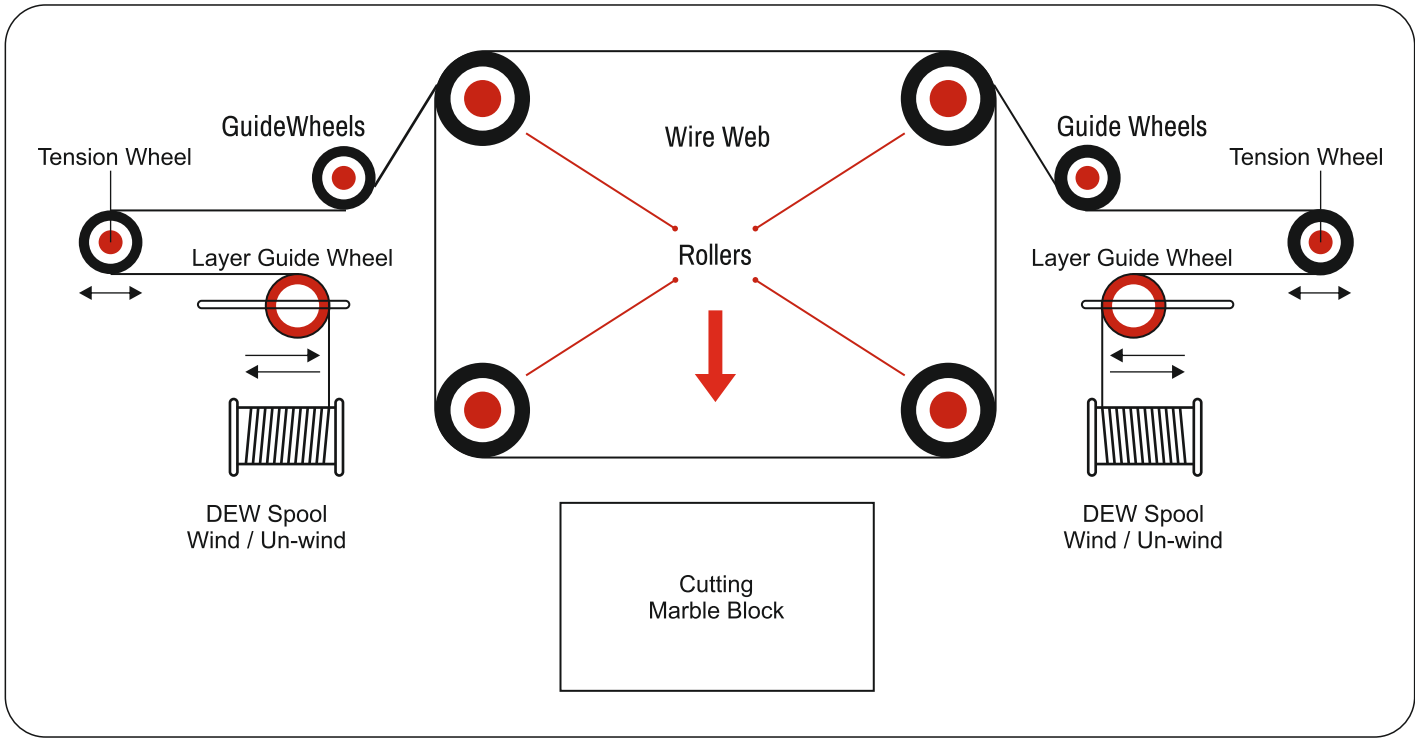 GuideWheels
Tension Wheel
Layer Guide Wheel
DEW Spool
Wind / Un-wind
Wire Web
Rollers
Cutting
Marble Block
Guide Wheels
Tension Wheel
Layer Guide Wheel
DEW Spool
Wind / Un-wind